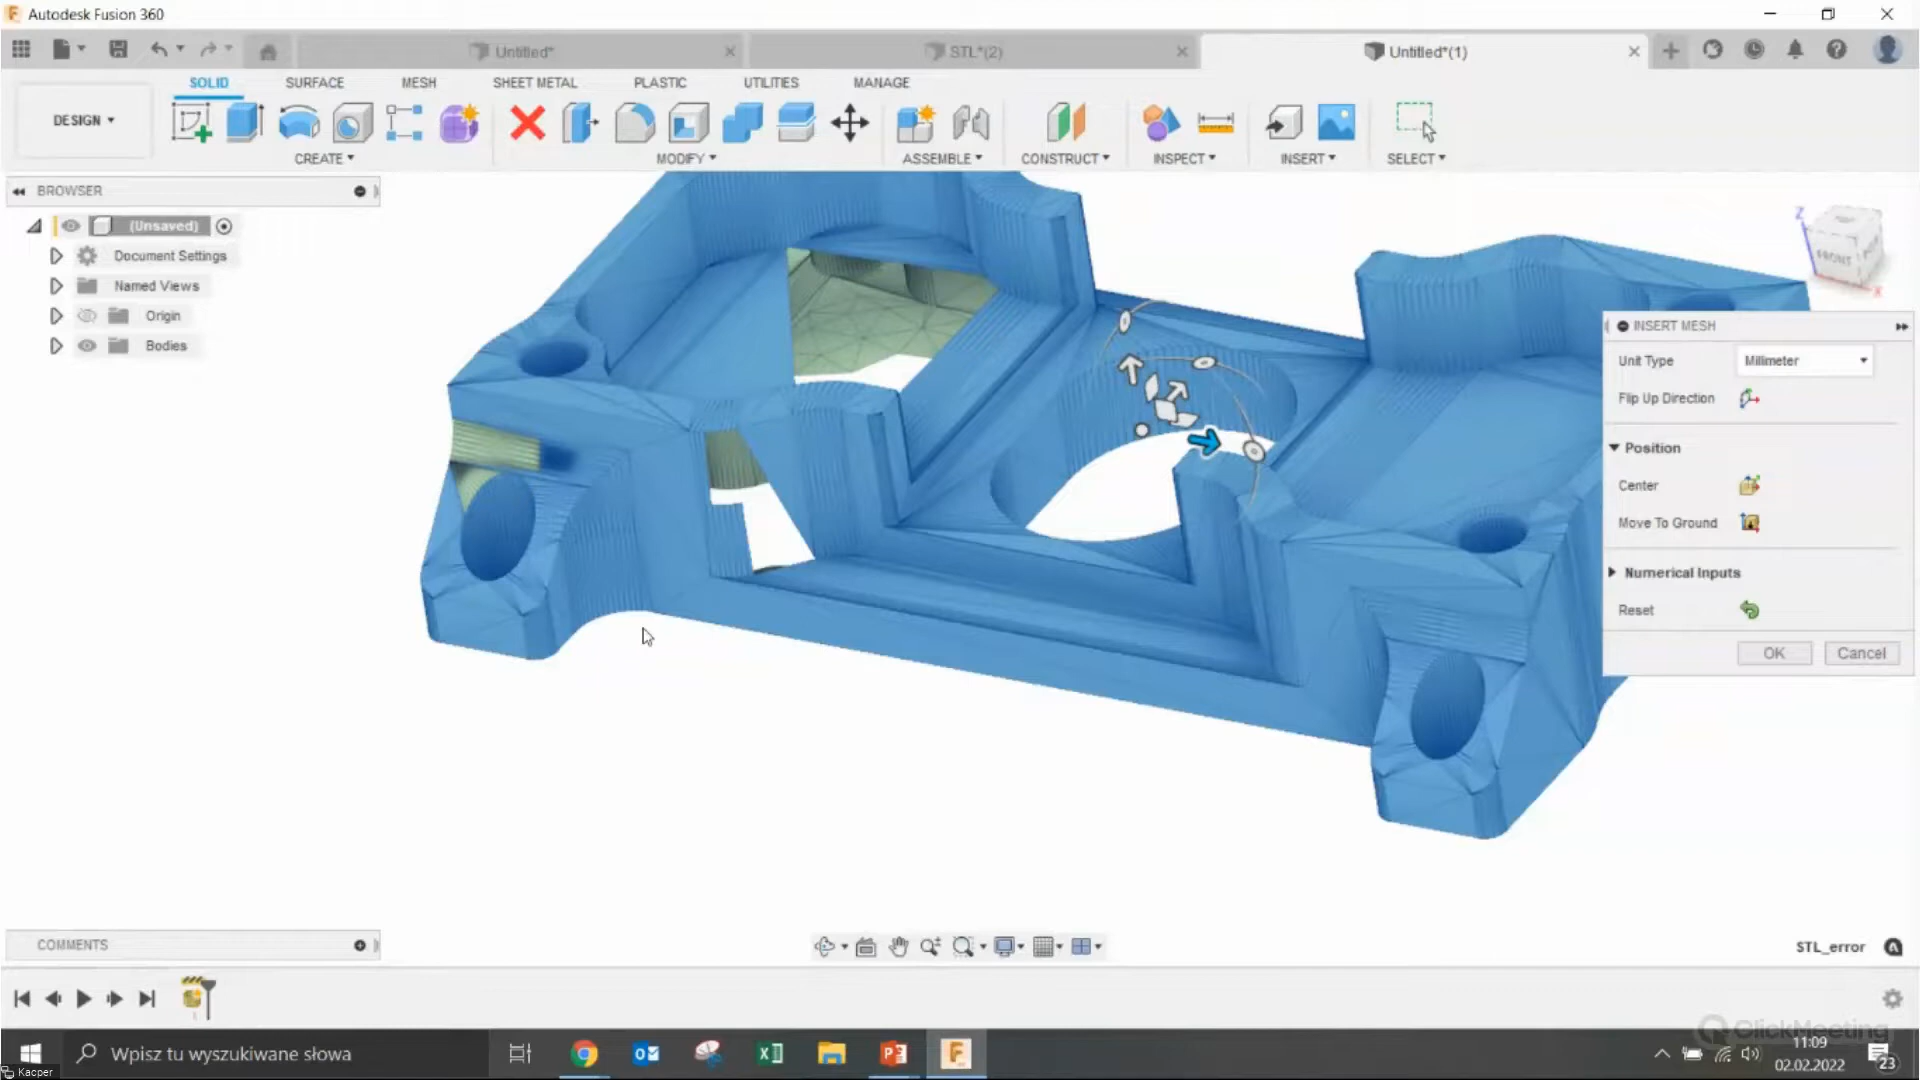 Autodesk Fusion 360
Untitled*
STL*(2)
Untitled*(1)
SOLID
SURFACE
MESH
SHEET METAL
PLASTIC
UTILITIES
MANAGE
DESIGN
CREATE
MODIFY
ASSEMBLE
CONSTRUCT
INSPECT
INSERT
SELECT
BROWSER
(Unsaved)
Document Settings
Named Views
Origin
Bodies
Z
FRONT
X
INSERT MESH
Unit Type
Millimeter
Flip Up Direction
Position
Center
Move To Ground
Numerical Inputs
Reset
OK
Cancel
COMMENTS
STL_error
ClickMeeting
Wpisz tu wyszukiwane słowa
11:09
02.02.2022
23
Kacper